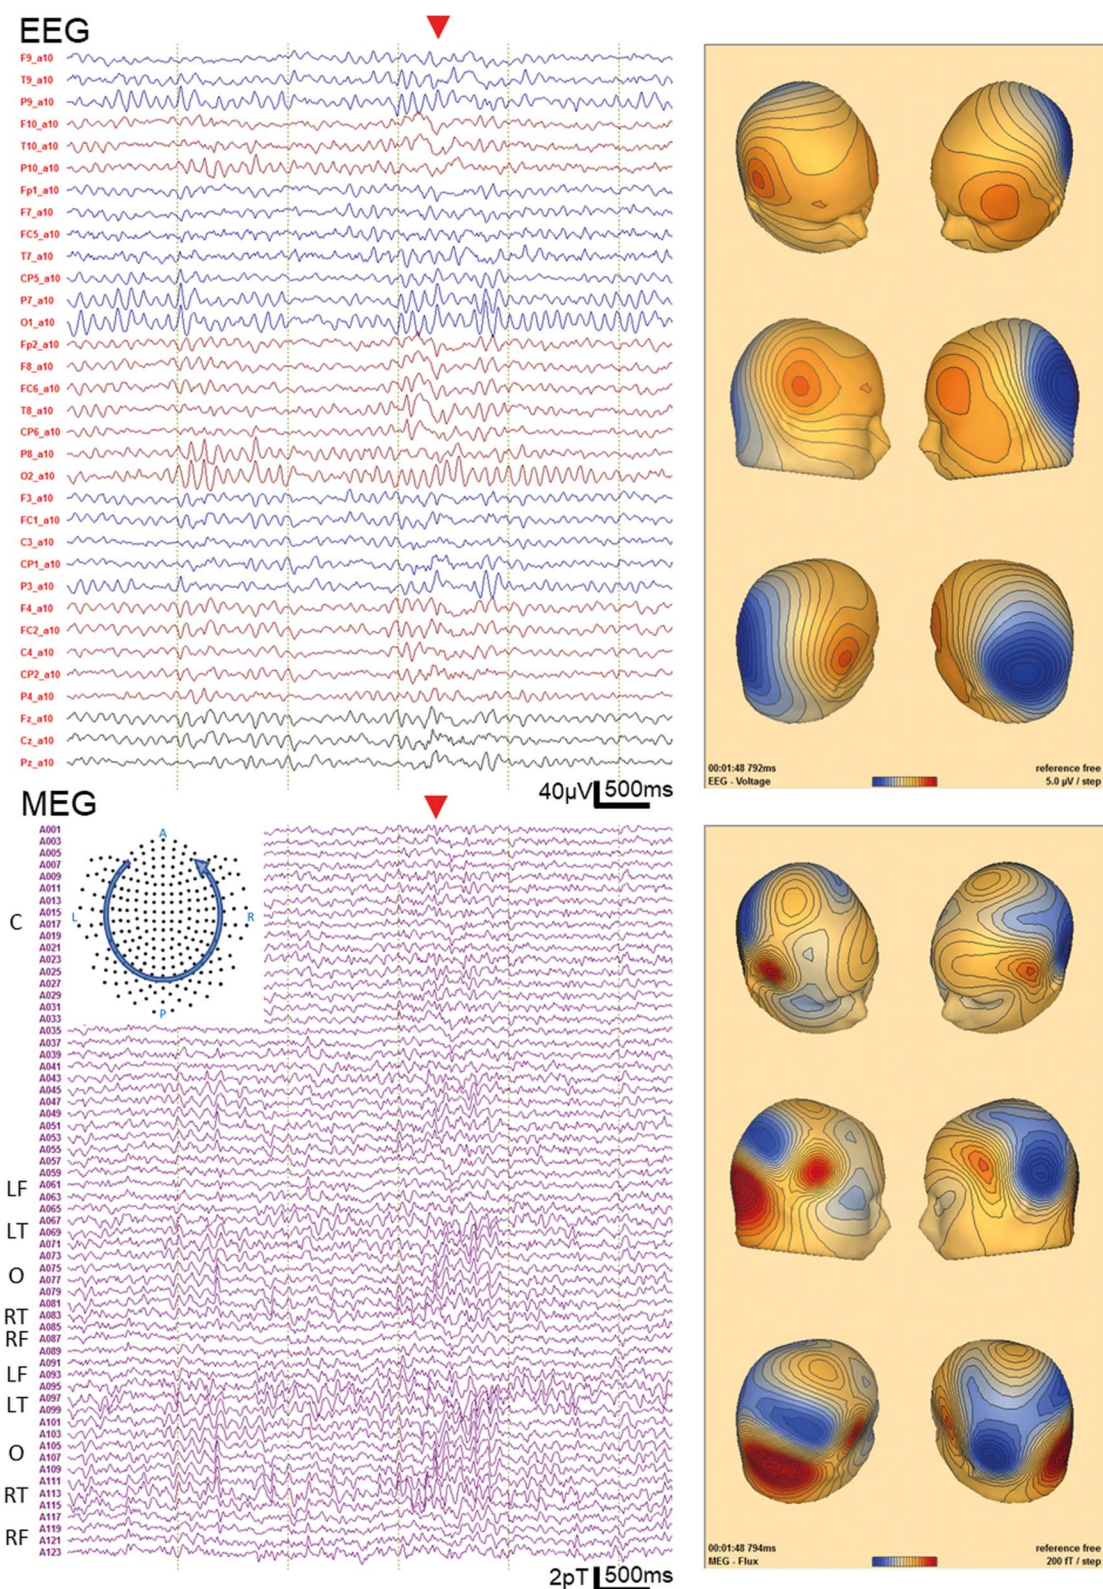 EEG
F9_a10
T9_a10
P9_a10
F10_a10
T10_a10
P10_a10
Fp1_a10
F7_a10
FC5_a10
T7_a10
CP5_a10
P7_a10
O1_a10
Fp2_a10
F8_a10
FC6_a10
T8_a10
CP6_a10
P8_a10
O2_a10
F3_a10
FC1_a10
C3_a10
CP1_a10
P3_a10
F4_a10
FC2_a10
C4_a10
CP2_a10
P4_a10
Fz_a10
Cz_a10
Pz_a10
40µV 500ms
00:01:48 792ms reference free
EEG - Voltage 5.0 µV / step
MEG
A001
A003
A005
A007
A009
A011
A013
A015
A017
A019
A021
A023
A025
A027
A029
A031
A033
A035
A037
A039
A041
A043
A045
A047
A049
A051
A053
A055
A057
A059
A061
A063
A065
A067
A069
A071
A073
A075
A077
A079
A081
A083
A085
A087
A089
A091
A093
A095
A097
A099
A101
A103
A105
A107
A109
A111
A113
A115
A117
A119
A121
A123
A
L R
P
C
LF
LT
O
RT
RF
LF
LT
O
RT
RF
2pT 500ms
00:01:48 794ms reference free
MEG - Flux 200 fT / step